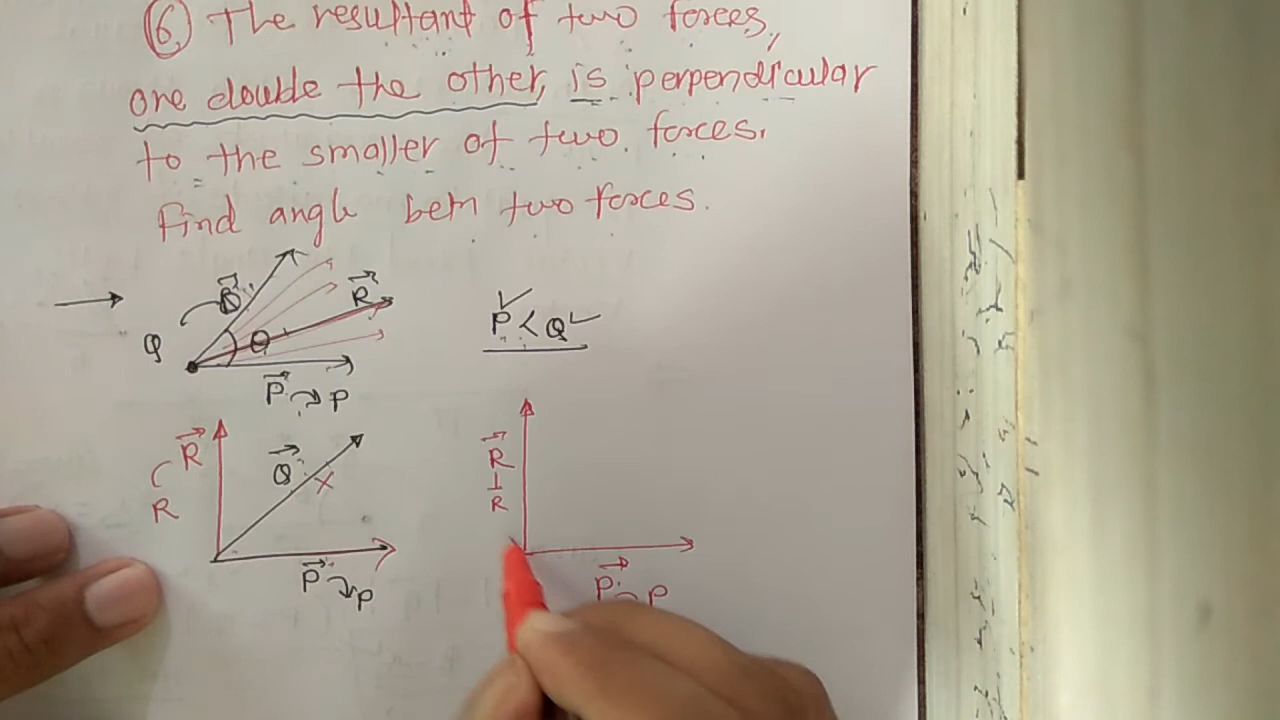 6. The resultant of two forces,
one double the other, is perpendicular
to the smaller of two forces.
find angle betn two forces.
Q R
Q θ P < Q
P P
R Q R
R R
P P P P